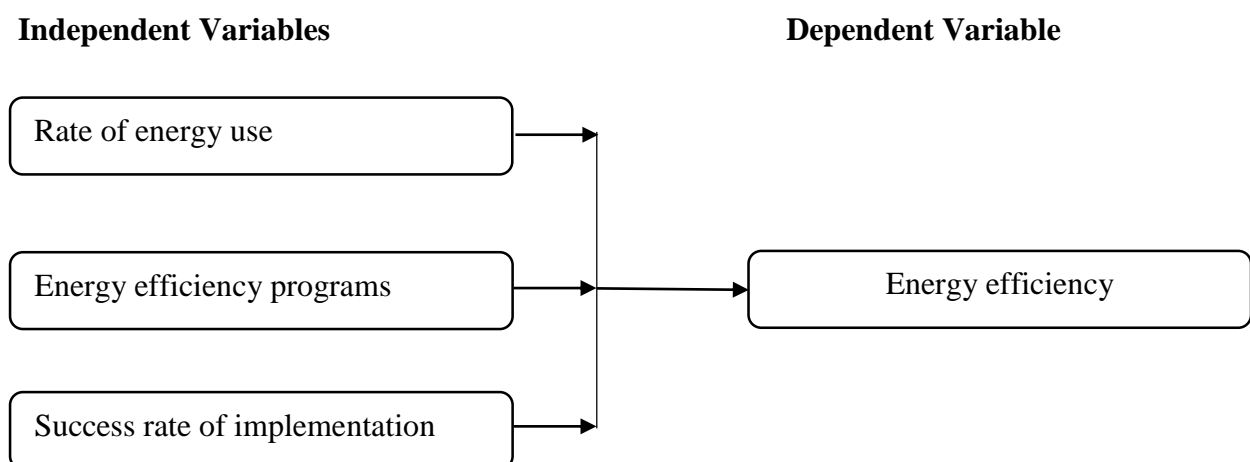 Independent Variables
Dependent Variable
Rate of energy use
Energy efficiency programs
Energy efficiency
Success rate of implementation